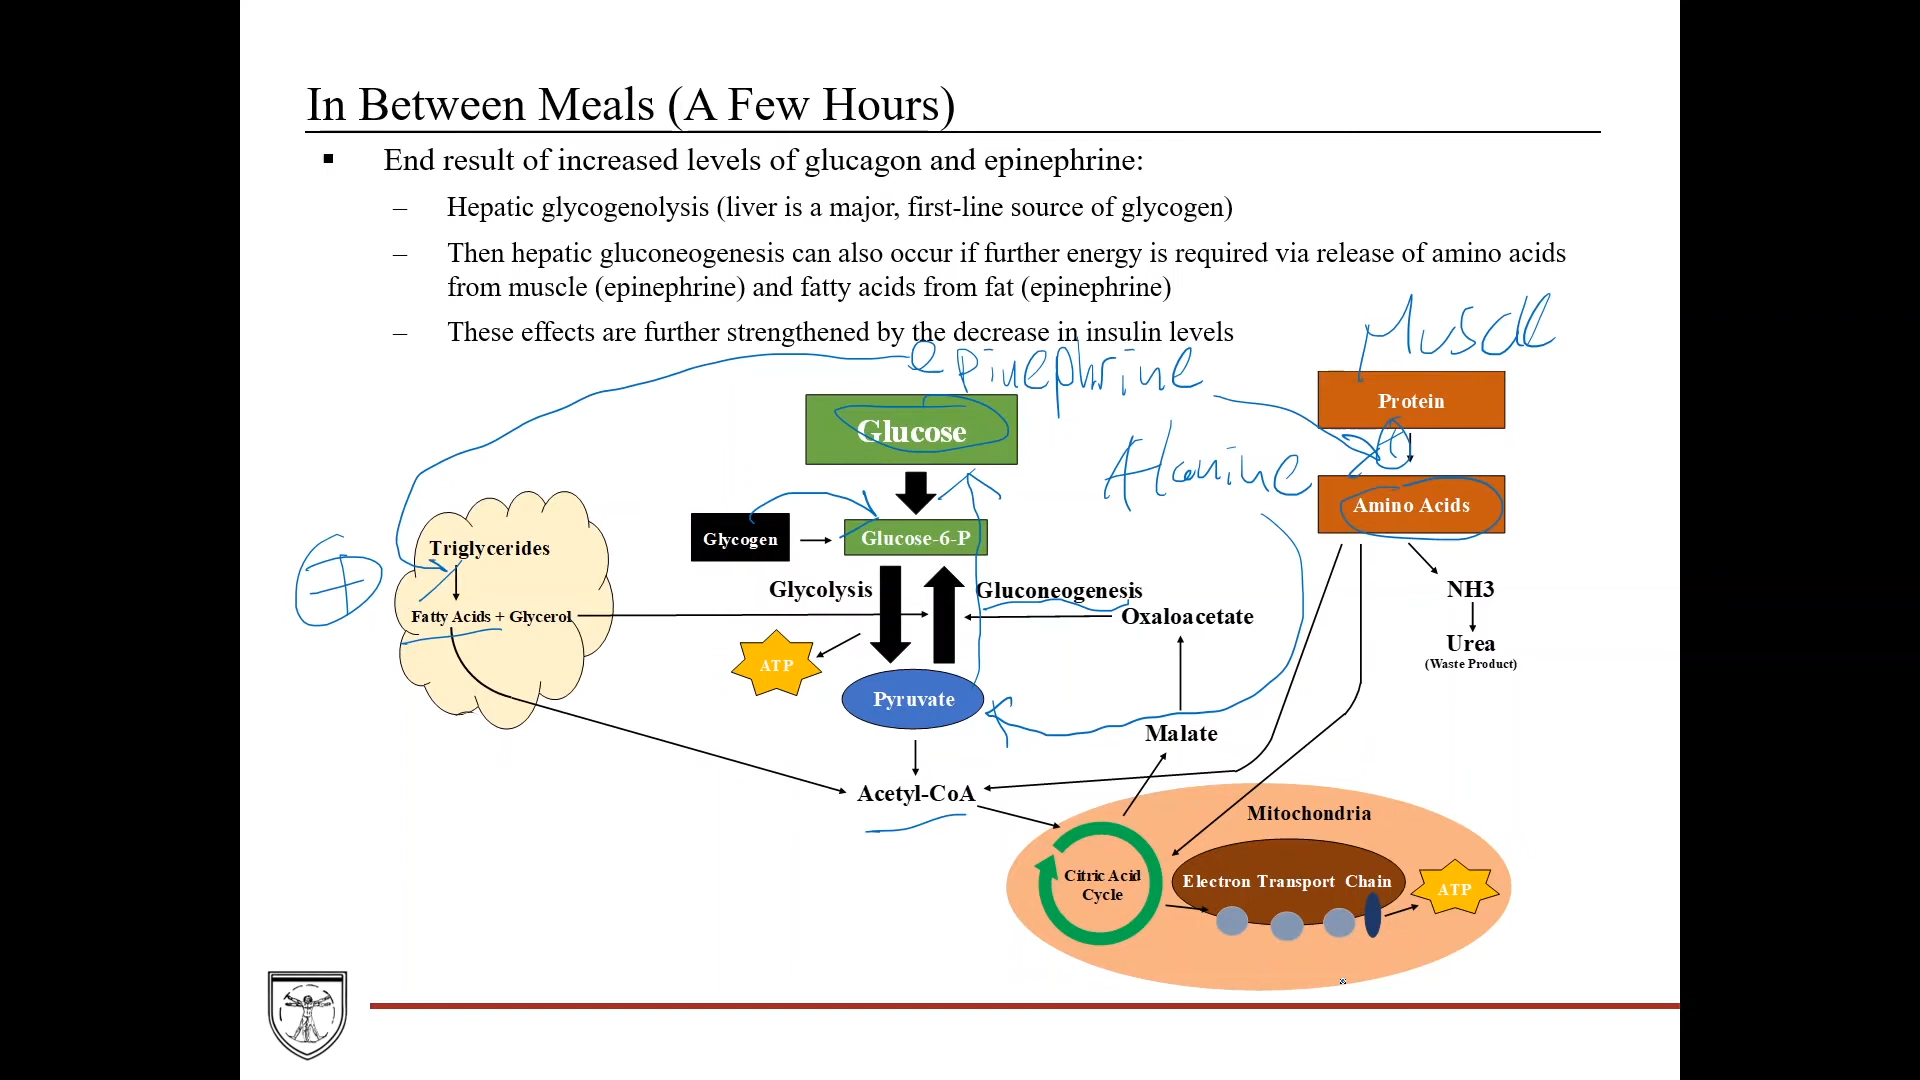 In Between Meals (A Few Hours)
▪ End result of increased levels of glucagon and epinephrine:
– Hepatic glycogenolysis (liver is a major, first-line source of glycogen)
– Then hepatic gluconeogenesis can also occur if further energy is required via release of amino acids
from muscle (epinephrine) and fatty acids from fat (epinephrine)
– These effects are further strengthened by the decrease in insulin levels
Muscle
epinephrine
Protein
Glucose
Alanine
Amino Acids
Glycogen
Glucose-6-P
Triglycerides
Glycolysis
Gluconeogenesis
NH3
Fatty Acids + Glycerol
Oxaloacetate
Urea
(Waste Product)
ATP
Pyruvate
Malate
Acetyl-CoA
Mitochondria
Citric Acid
Cycle
Electron Transport Chain
ATP